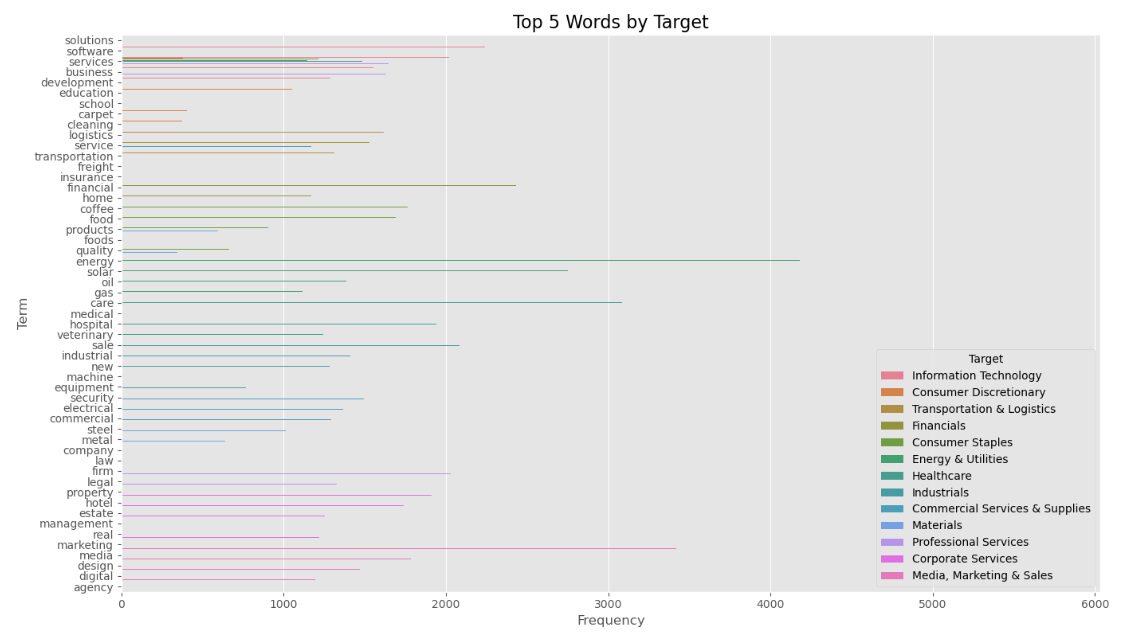 Top 5 Words by Target
Term
solutions
software
services
business
development
education
school
carpet
cleaning
logistics
service
transportation
freight
insurance
financial
home
coffee
food
products
foods
quality
energy
solar
oil
gas
care
medical
hospital
veterinary
sale
industrial
new
machine
equipment
security
electrical
commercial
steel
metal
company
law
firm
legal
property
hotel
estate
management
real
marketing
media
design
digital
agency
Target
Information Technology
Consumer Discretionary
Transportation & Logistics
Financials
Consumer Staples
Energy & Utilities
Healthcare
Industrials
Commercial Services & Supplies
Materials
Professional Services
Corporate Services
Media, Marketing & Sales
0 1000 2000 3000 4000 5000 6000
Frequency